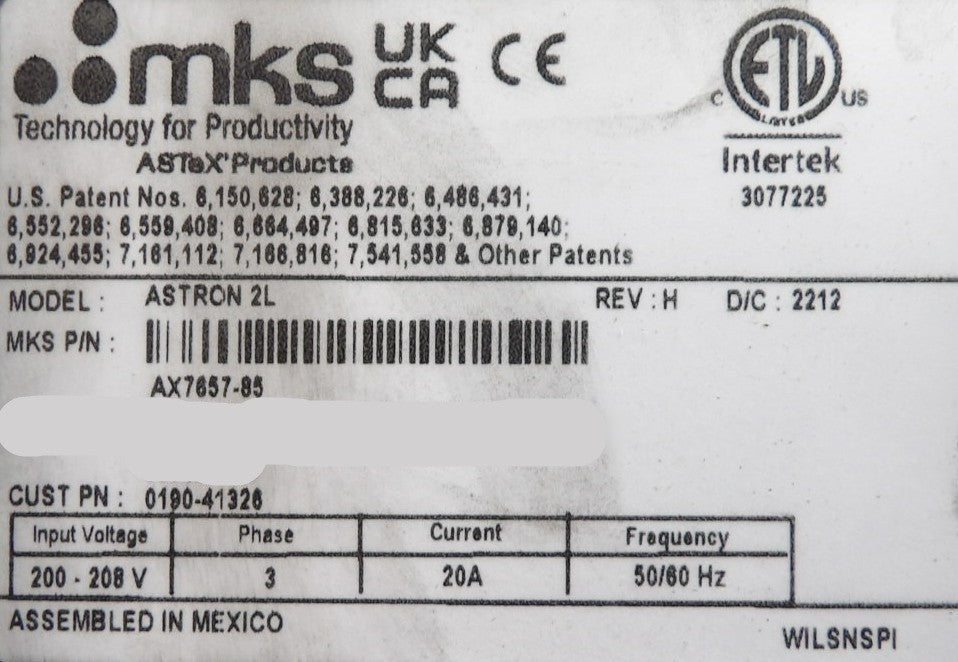 mks
UK
CA
CE
ETL
LISTED
C US
Technology for Productivity
ASTeX® Products
Intertek
3077225
U.S. Patent Nos. 6,150,628; 6,388,226; 6,486,431;
6,552,296; 6,559,408; 6,664,497; 6,815,633; 6,879,140;
6,924,455; 7,161,112; 7,166,816; 7,541,558 & Other Patents
MODEL : ASTRON 2L REV : H D/C : 2212
MKS P/N :
AX7657-85
CUST PN : 0190-41326
Input Voltage Phase Current Frequency
200 - 208 V 3 20A 50/60 Hz
ASSEMBLED IN MEXICO
WILSNSPI